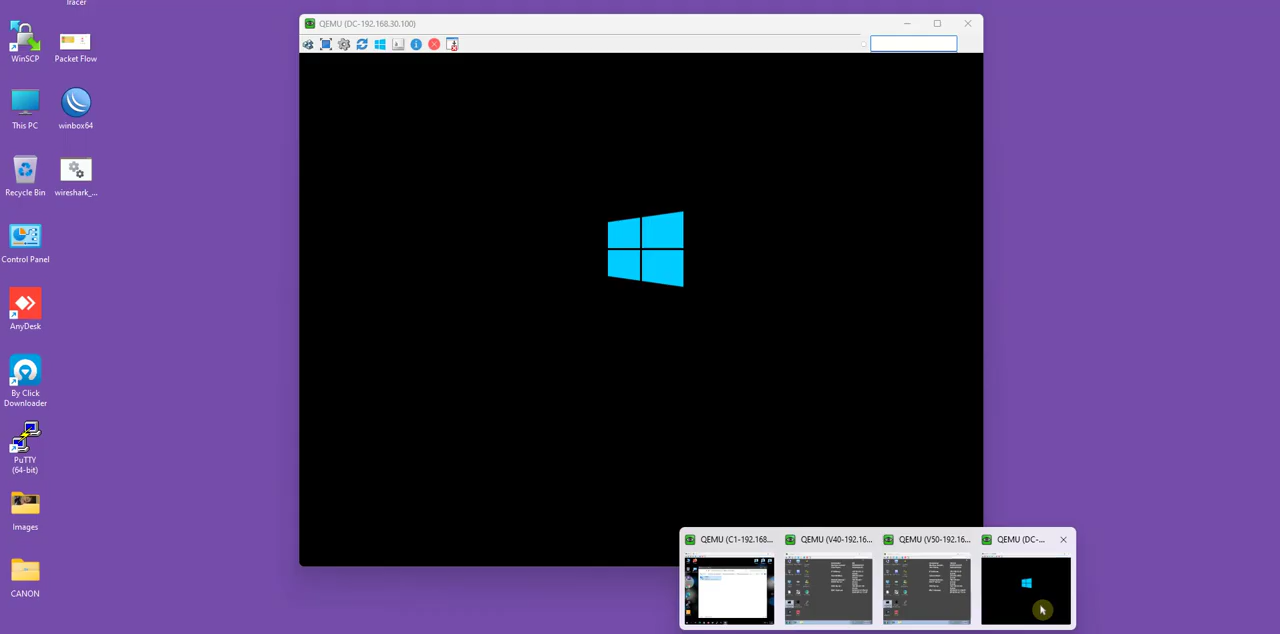 Tracer
WinSCP
Packet Flow
This PC
winbox64
Recycle Bin
wireshark_...
Control Panel
AnyDesk
By Click
Downloader
PuTTY
(64-bit)
Images
CANON
QEMU (DC-192.168.30.100)
QEMU (C1-192.168...
QEMU (V40-192.16...
QEMU (V50-192.16...
QEMU (DC-...